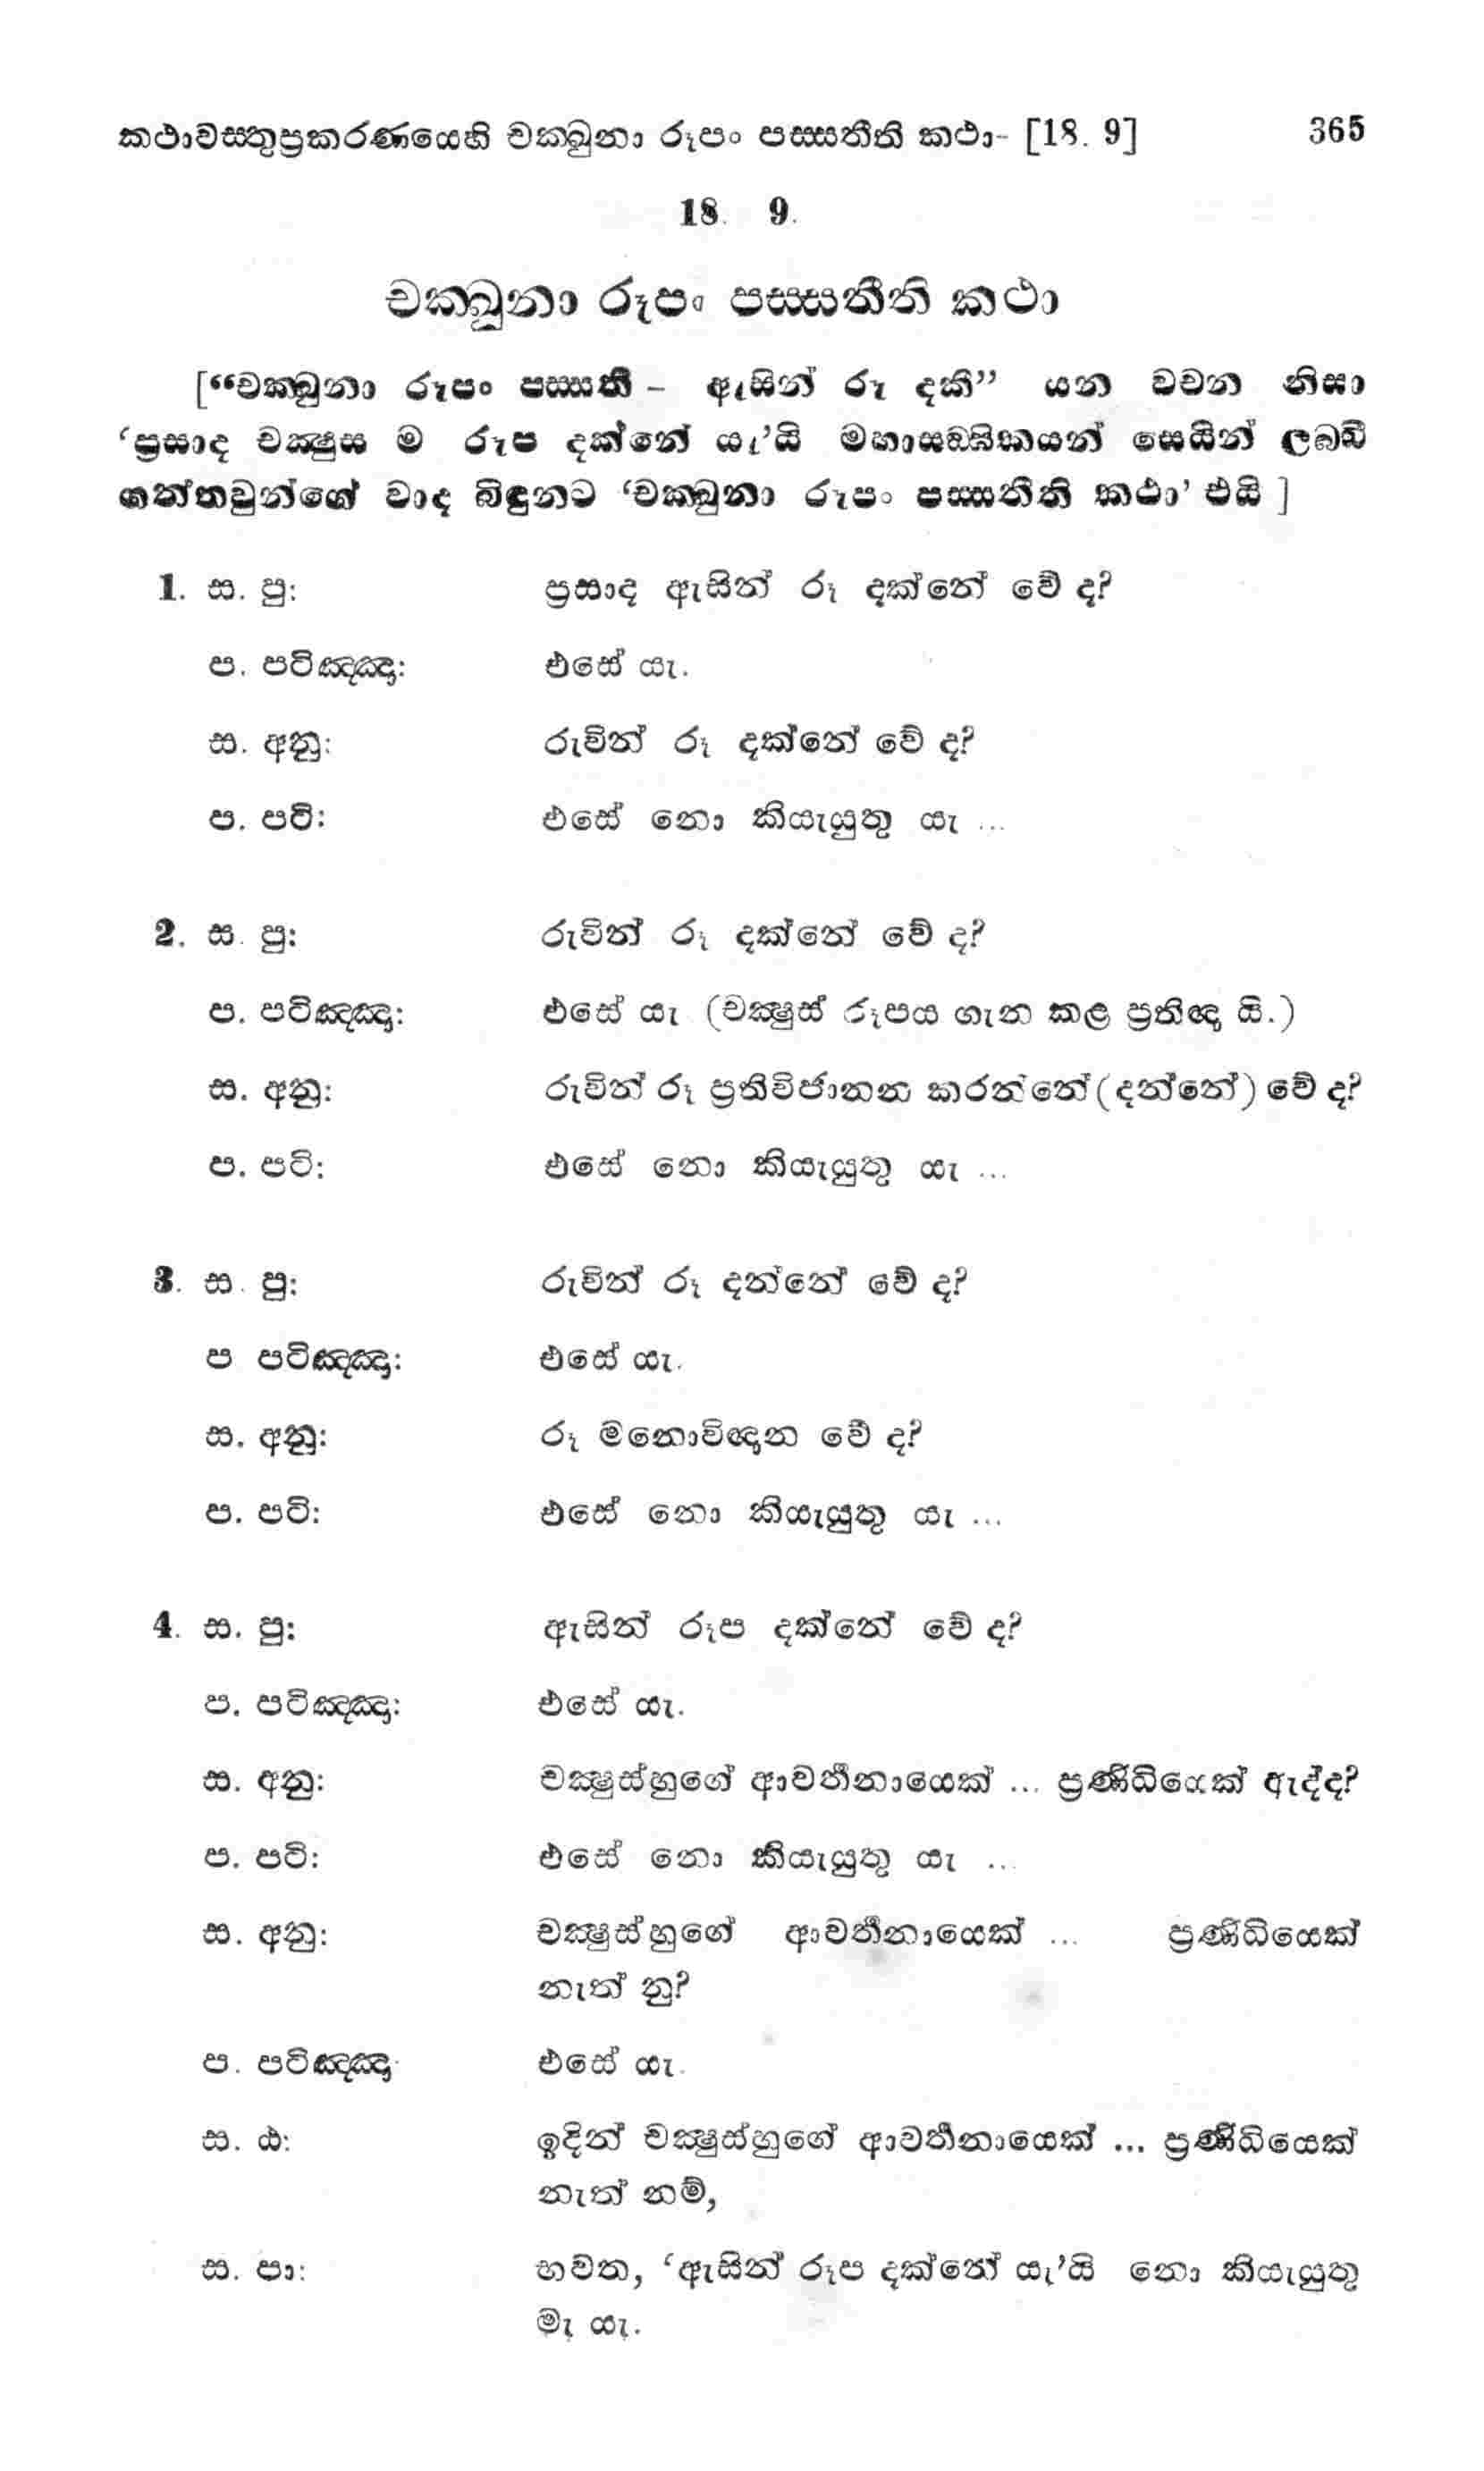 කථාවස්තුප්‍රකරණයෙහි චක්ඛුනා රූපං පස්සතීති කථා- [18. 9] 365
18. 9.
චක්ඛුනා රූපං පස්සතීති කථා
[“චක්ඛුනා රූපං පස්සතී – ඇසින් රූ දකී” යන වචන නිසා
‘ප්‍රසාද චක්ෂුස ම රූප දක්නේ යැ’යි මහාසඞ්ඝිකයන් සෙයින් ලබ්ධි
ගත්තවුන්ගේ වාද බිඳුනට ‘චක්ඛුනා රූපං පස්සතීති කථා’ එයි ]
1. ස. පු: ප්‍රසාද ඇසින් රූ දක්නේ වේ ද?
ප. පටිඤ්ඤා: එසේ යැ.
ස. අනු: රුවින් රූ දක්නේ වේ ද?
ප. පටි: එසේ නො කියැයුතු යැ ...
2. ස. පු: රුවින් රූ දක්නේ වේ ද?
ප. පටිඤ්ඤා: එසේ යැ (චක්ෂුස් රූපය ගැන කළ ප්‍රතිඥා යි.)
ස. අනු: රුවින් රූ ප්‍රතිවිජානන කරන්නේ(දන්නේ) වේ ද?
ප. පටි: එසේ නො කියැයුතු යැ ...
3. ස. පු: රුවින් රූ දන්නේ වේ ද?
ප පටිඤ්ඤා: එසේ යැ.
ස. අනු: රූ මනොවිඥාන වේ ද?
ප. පටි: එසේ නො කියැයුතු යැ ...
4. ස. පු: ඇසින් රූප දක්නේ වේ ද?
ප. පටිඤ්ඤා: එසේ යැ.
ස. අනු: චක්ෂුස්හුගේ ආවර්තනායෙක් ... ප්‍රණිධියෙක් ඇද්ද?
ප. පටි: එසේ නො කියැයුතු යැ ...
ස. අනු: චක්ෂුස්හුගේ ආවර්තනායෙක් ... ප්‍රණිධියෙක්
නැත් නු?
ප. පටිඤ්ඤා එසේ යැ.
ස. ඨ: ඉදින් චක්ෂුස්හුගේ ආවර්තනායෙක් ... ප්‍රණිධියෙක්
නැත් නම්,
ස. පා: භවත, ‘ඇසින් රූප දක්නේ යැ’යි නො කියැයුතු
මැ යැ.